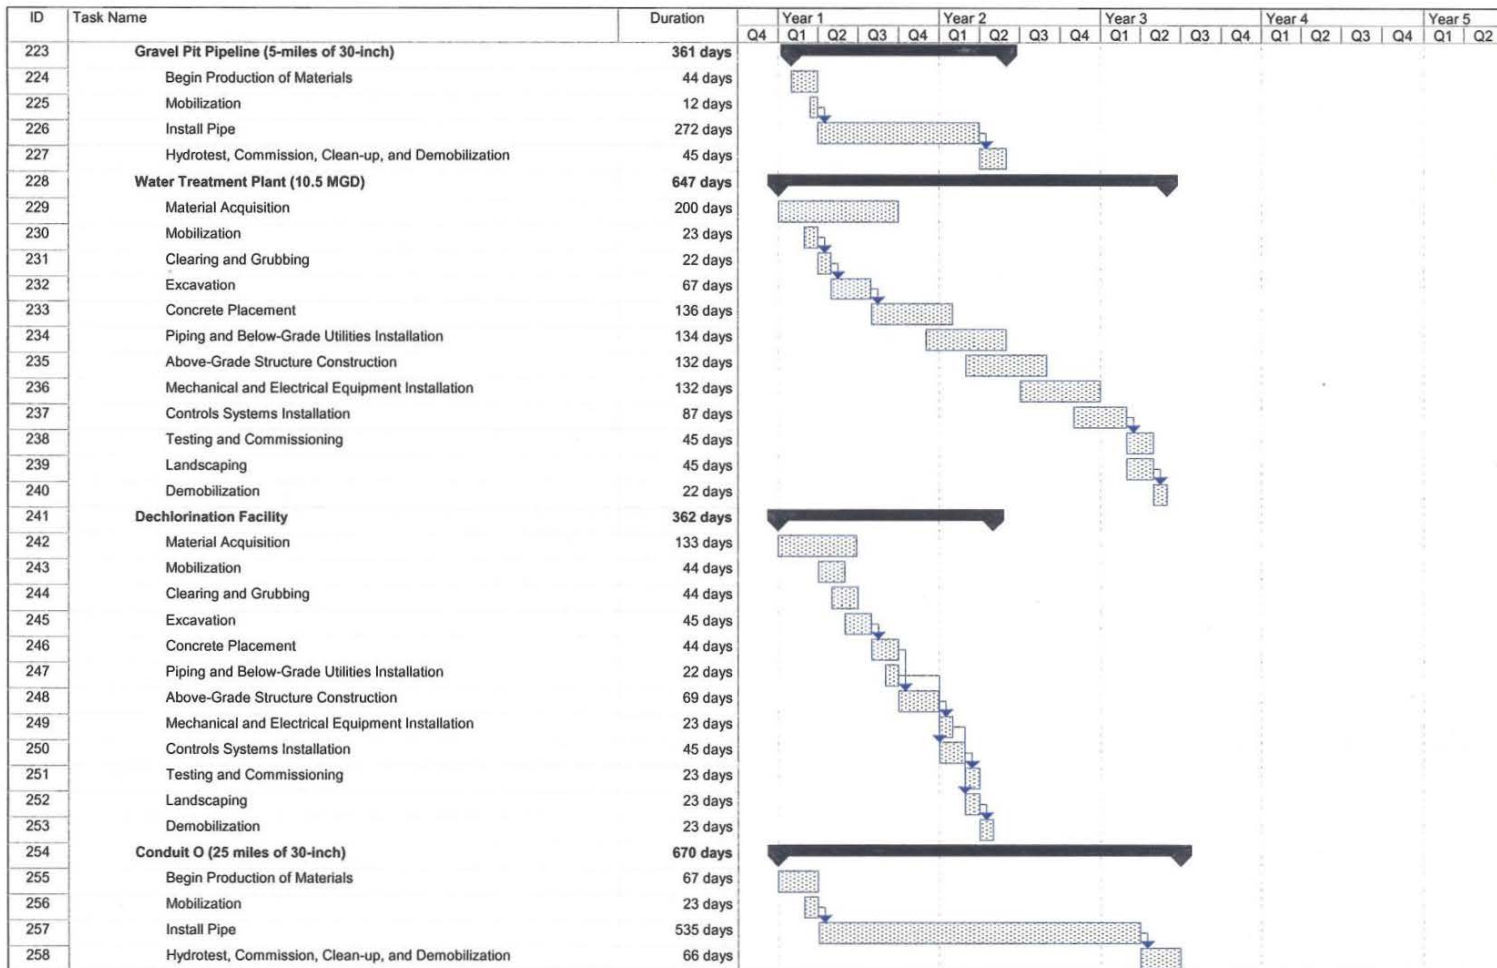 ID Task Name Duration Year 1 Year 2 Year 3 Year 4 Year 5
Q4 Q1 Q2 Q3 Q4 Q1 Q2 Q3 Q4 Q1 Q2 Q3 Q4 Q1 Q2 Q3 Q4 Q1 Q2
223 Gravel Pit Pipeline (5-miles of 30-inch) 361 days
224 Begin Production of Materials 44 days
225 Mobilization 12 days
226 Install Pipe 272 days
227 Hydrotest, Commission, Clean-up, and Demobilization 45 days
228 Water Treatment Plant (10.5 MGD) 647 days
229 Material Acquisition 200 days
230 Mobilization 23 days
231 Clearing and Grubbing 22 days
232 Excavation 67 days
233 Concrete Placement 136 days
234 Piping and Below-Grade Utilities Installation 134 days
235 Above-Grade Structure Construction 132 days
236 Mechanical and Electrical Equipment Installation 132 days
237 Controls Systems Installation 87 days
238 Testing and Commissioning 45 days
239 Landscaping 45 days
240 Demobilization 22 days
241 Dechlorination Facility 362 days
242 Material Acquisition 133 days
243 Mobilization 44 days
244 Clearing and Grubbing 44 days
245 Excavation 45 days
246 Concrete Placement 44 days
247 Piping and Below-Grade Utilities Installation 22 days
248 Above-Grade Structure Construction 69 days
249 Mechanical and Electrical Equipment Installation 23 days
250 Controls Systems Installation 45 days
251 Testing and Commissioning 23 days
252 Landscaping 23 days
253 Demobilization 23 days
254 Conduit O (25 miles of 30-inch) 670 days
255 Begin Production of Materials 67 days
256 Mobilization 23 days
257 Install Pipe 535 days
258 Hydrotest, Commission, Clean-up, and Demobilization 66 days